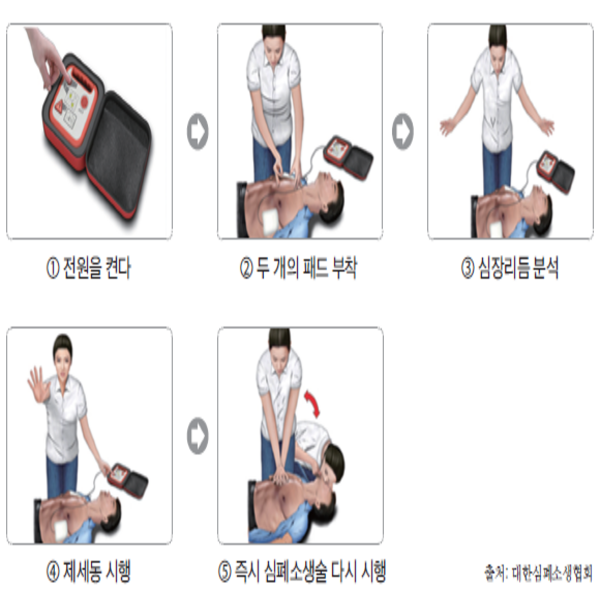 ① 전원을 켠다
② 두 개의 패드 부착
③ 심장리듬 분석
④ 제세동 시행
⑤ 즉시 심폐소생술 다시 시행
출처: 대한심폐소생협회